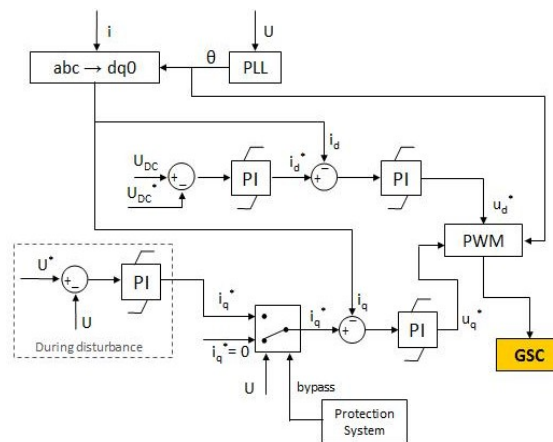 i
U
abc → dq0
θ
PLL
i_d
U_DC
+
−
U_DC*
PI
i_d*
+
−
PI
u_d*
PWM
U*
+
−
PI
U
During disturbance
i_q*
i_q*= 0
i_q*
i_q
+
−
PI
u_q*
GSC
U
bypass
Protection
System